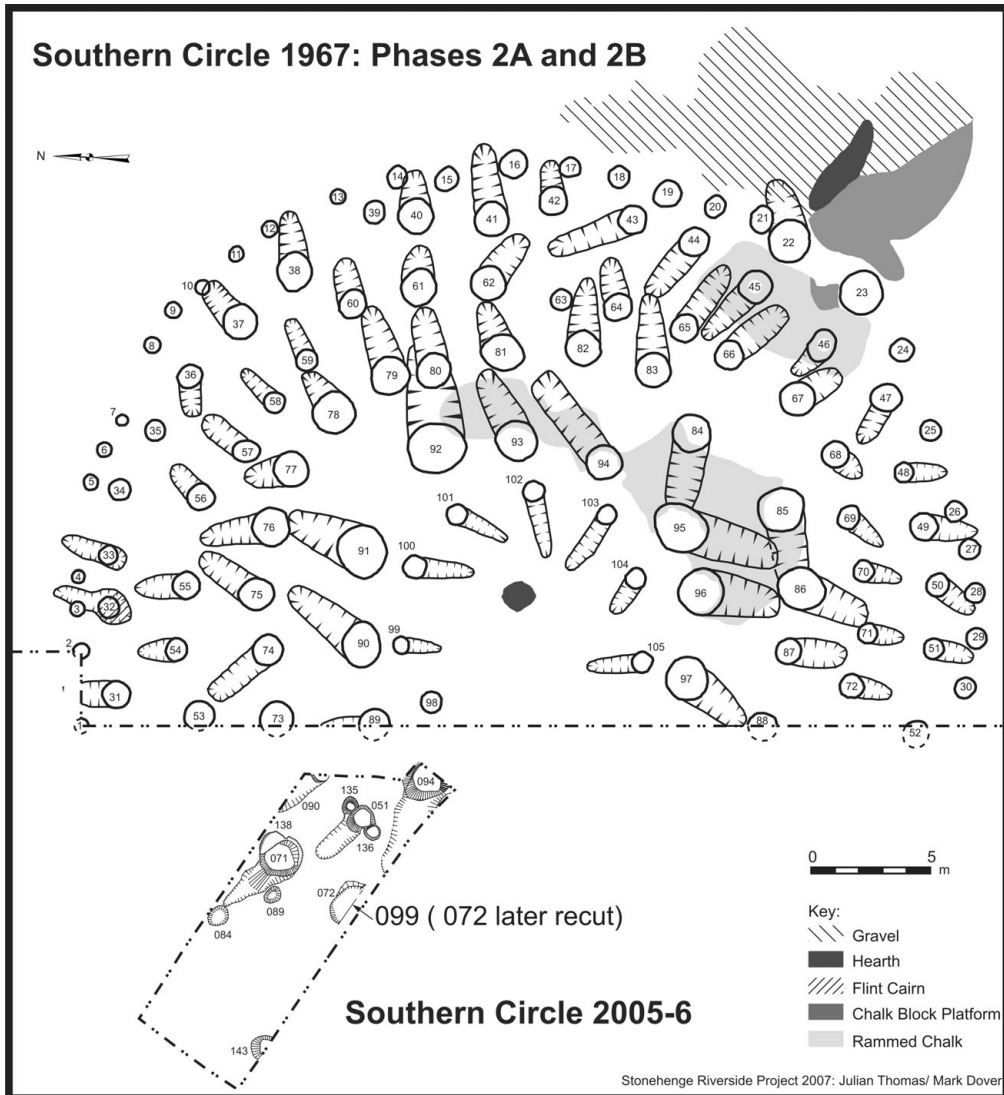 Southern Circle 1967: Phases 2A and 2B
N
14 15 16 17 18 19 20 21 22
13 39 40 41 42 43 44
12 38 61 62 63 64 45 23
11
10 37 60 65 66 46 24
9
8 59 79 80 81 82 83 67 47
36 58 78
7 35 57 77 92 93 94 84 68 25
6
5 34 56 48
101 102 103 85 69 26
33 76 91 95 49 27
100 104 70
4 55 75 96 86 50 28
3 32
2 54 74 90 99 105 87 71 51 29
31 97 72 30
1 53 73 89 98 88 52
094
090 135 051
138 136
071
072
089 099 ( 072 later recut)
084
143
Southern Circle 2005-6
0 5
m
Key:
Gravel
Hearth
Flint Cairn
Chalk Block Platform
Rammed Chalk
Stonehenge Riverside Project 2007: Julian Thomas/ Mark Dover